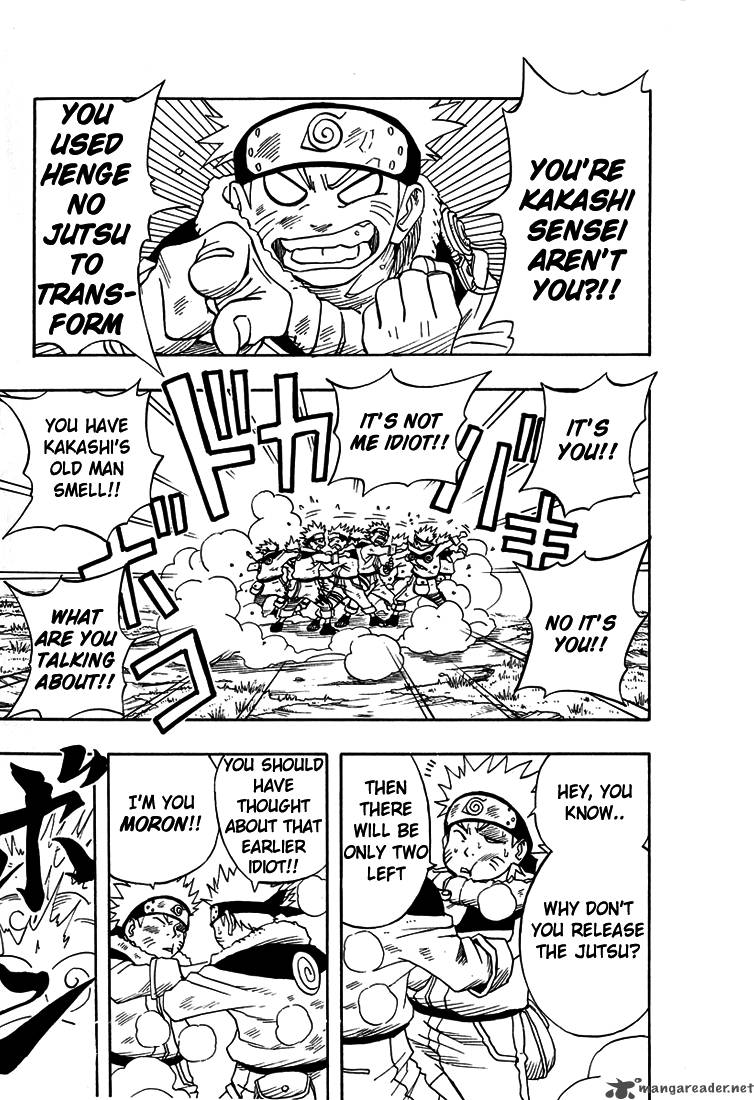 YOU'RE
KAKASHI
SENSEI
AREN'T
YOU?!!
YOU
USED
HENGE
NO
JUTSU
TO
TRANS-
FORM
IT'S
YOU!!
IT'S NOT
ME IDIOT!!
YOU HAVE
KAKASHI'S
OLD MAN
SMELL!!
バキ
ドカ
ボコ
NO IT'S
YOU!!
WHAT
ARE YOU
TALKING
ABOUT!!
HEY, YOU
KNOW..
WHY DON'T
YOU RELEASE
THE JUTSU?
THEN
THERE
WILL BE
ONLY TWO
LEFT
YOU SHOULD
HAVE
THOUGHT
ABOUT THAT
EARLIER
IDIOT!!
I'M YOU
MORON!!
ボン
mangareader.net